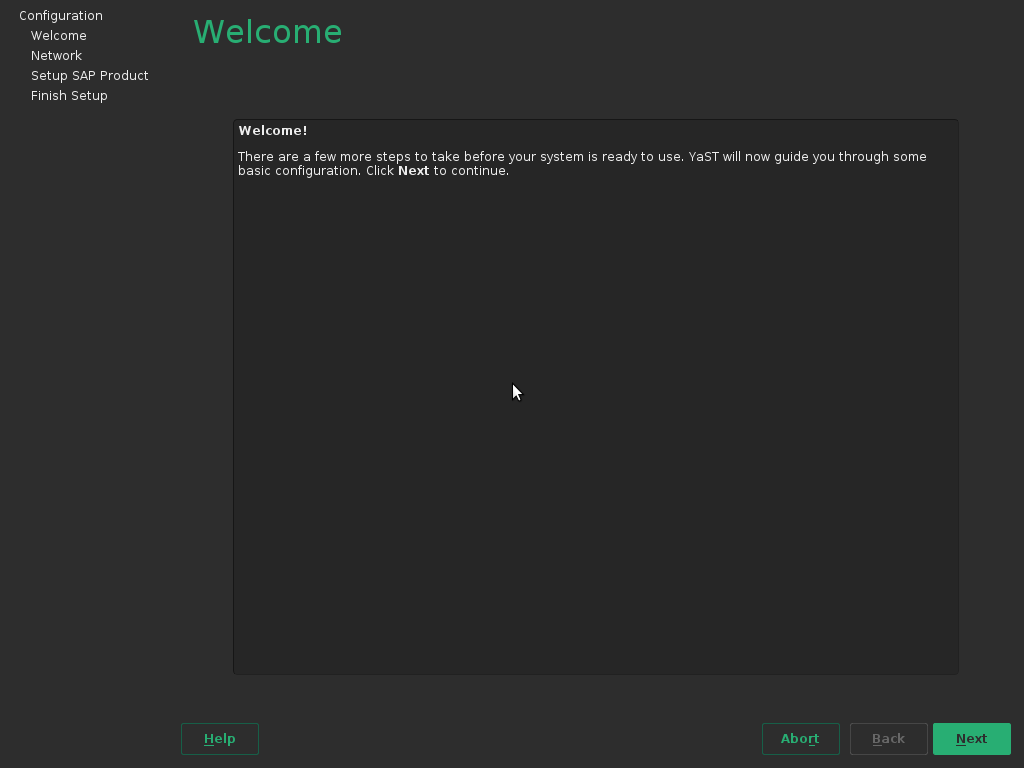 Configuration
Welcome
Network
Setup SAP Product
Finish Setup
Welcome
Welcome!
There are a few more steps to take before your system is ready to use. YaST will now guide you through some
basic configuration. Click Next to continue.
Help
Abort
Back
Next